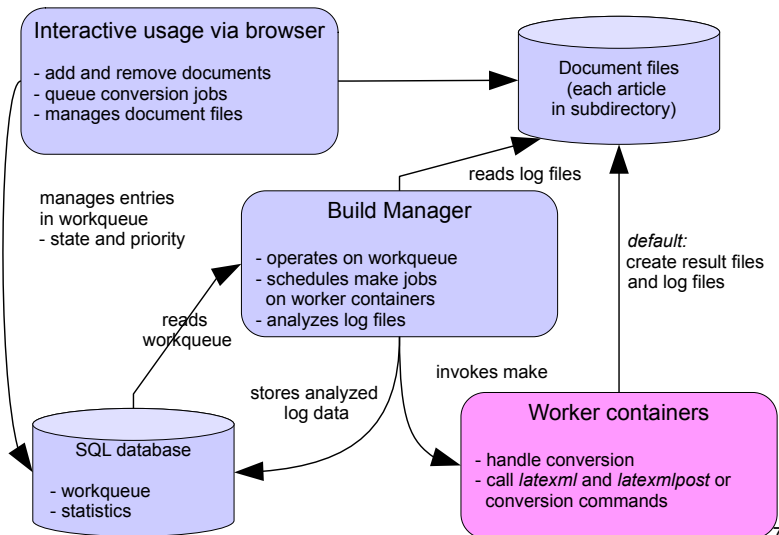 Interactive usage via browser
- add and remove documents
- queue conversion jobs
- manages document files
Document files
(each article
in subdirectory)
reads log files
manages entries
in workqueue
- state and priority
Build Manager
- operates on workqueue
- schedules make jobs
on worker containers
- analyzes log files
default:
create result files
and log files
reads
workqueue
stores analyzed
log data
invokes make
SQL database
- workqueue
- statistics
Worker containers
- handle conversion
- call latexml and latexmlpost or
conversion commands